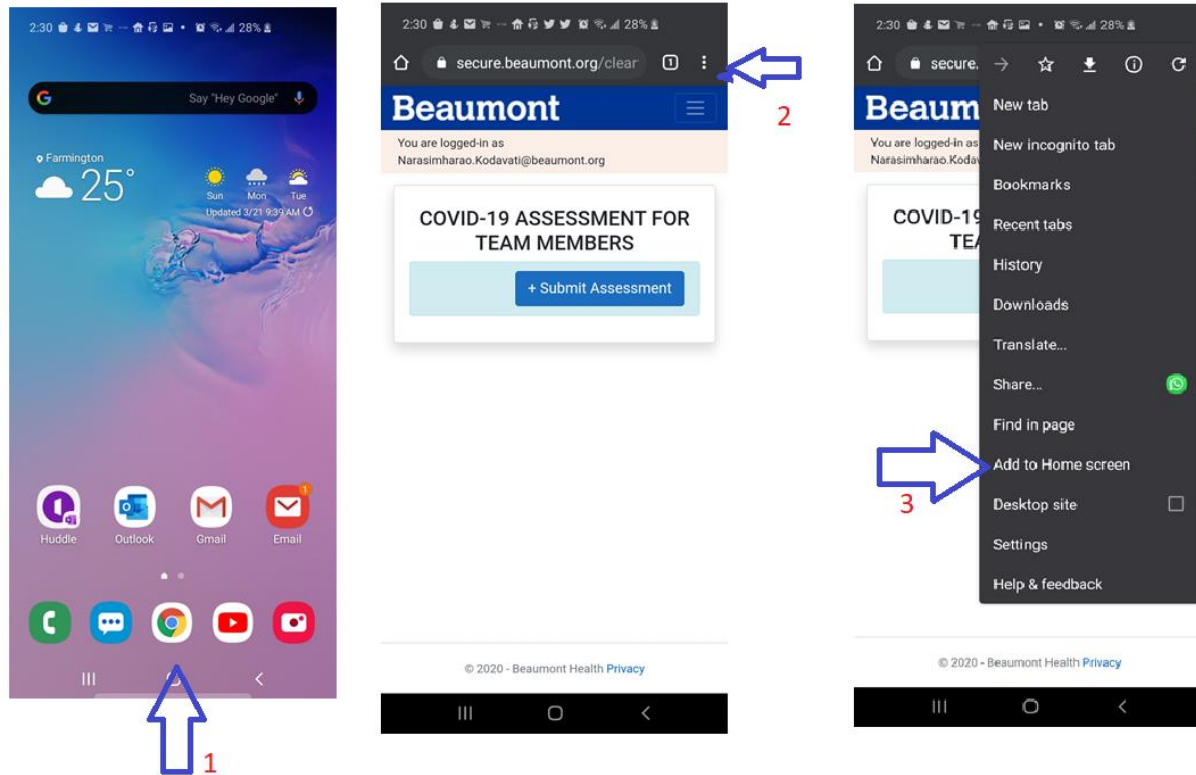 2:30
28%
Say "Hey Google"
Farmington
25°
Sun Mon Tue
Updated 3/21 9:39 AM
1
Huddle Outlook Gmail Email
1
2:30
28%
secure.beaumont.org/clear
1
2
Beaumont
You are logged-in as
Narasimharao.Kodavati@beaumont.org
COVID-19 ASSESSMENT FOR
TEAM MEMBERS
+ Submit Assessment
© 2020 - Beaumont Health Privacy
2:30
28%
secure.
Beaum
You are logged-in as
Narasimharao.Kodav
COVID-19
TEA
New tab
New incognito tab
Bookmarks
Recent tabs
History
Downloads
Translate...
Share...
Find in page
Add to Home screen
3
Desktop site
Settings
Help & feedback
© 2020 - Beaumont Health Privacy